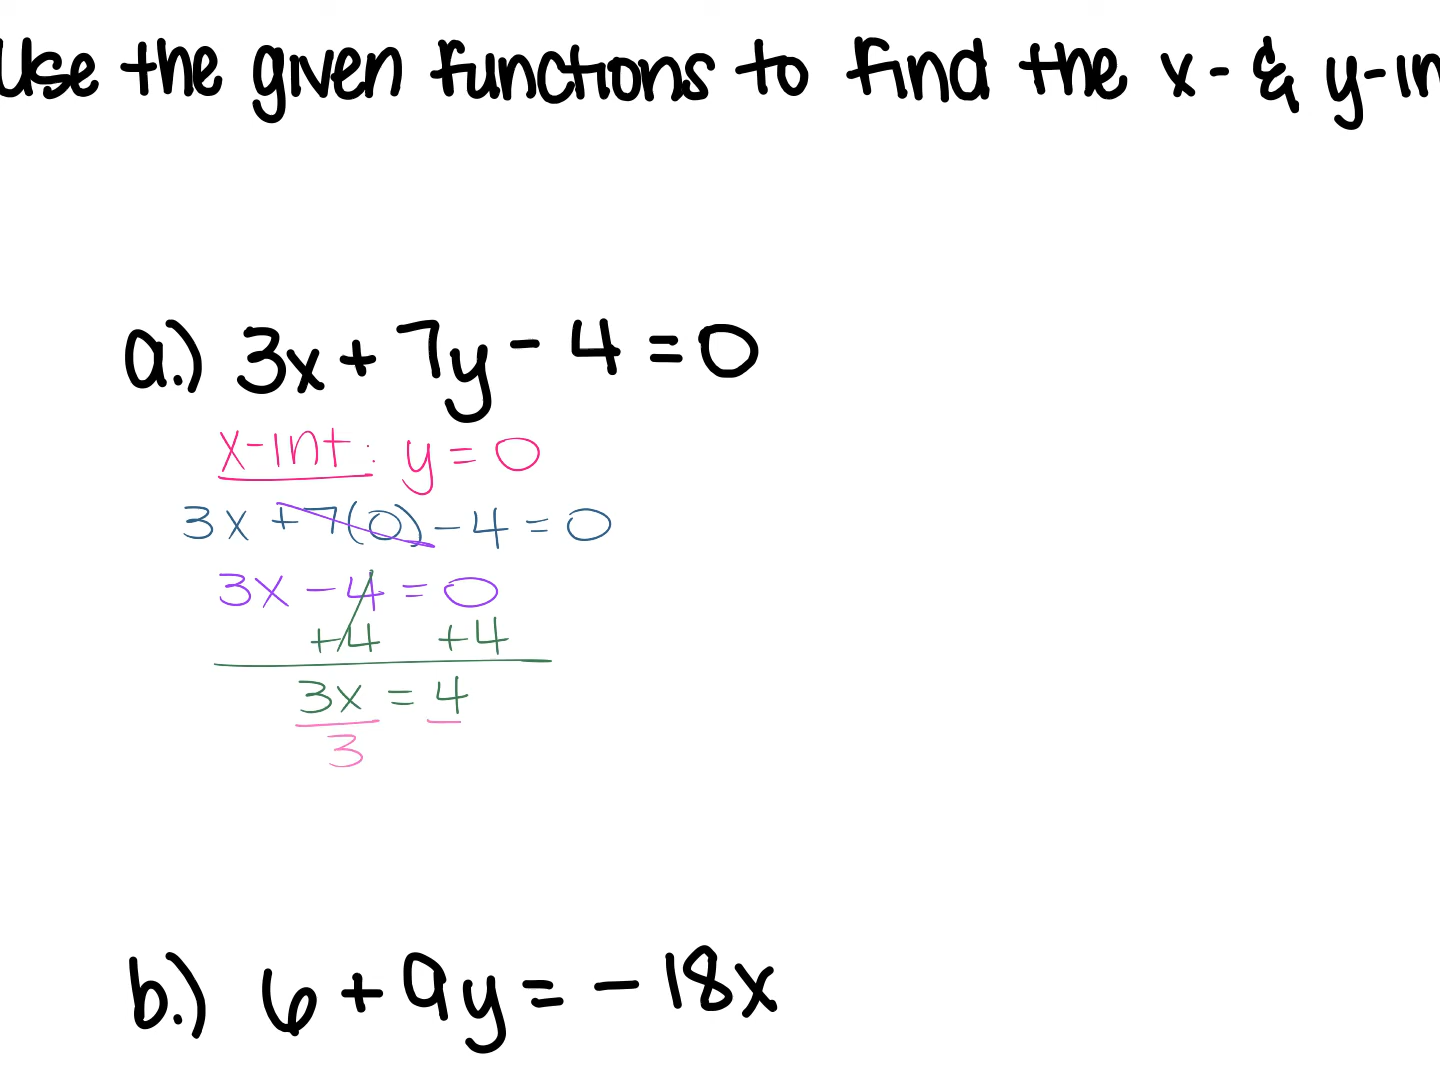 Use the given functions to find the x- & y-in
a.) 3x + 7y - 4 = 0
x-int: y = 0
3x + 7(0) - 4 = 0
3x - 4 = 0
+4 +4
3x = 4
3
b.) 6 + 9y = - 18x